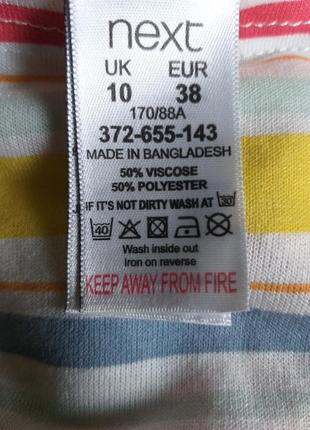 next
UK EUR
10 38
170/88A
372-655-143
MADE IN BANGLADESH
50% VISCOSE
50% POLYESTER
IF IT'S NOT DIRTY WASH AT 30
40
Wash inside out
Iron on reverse
KEEP AWAY FROM FIRE